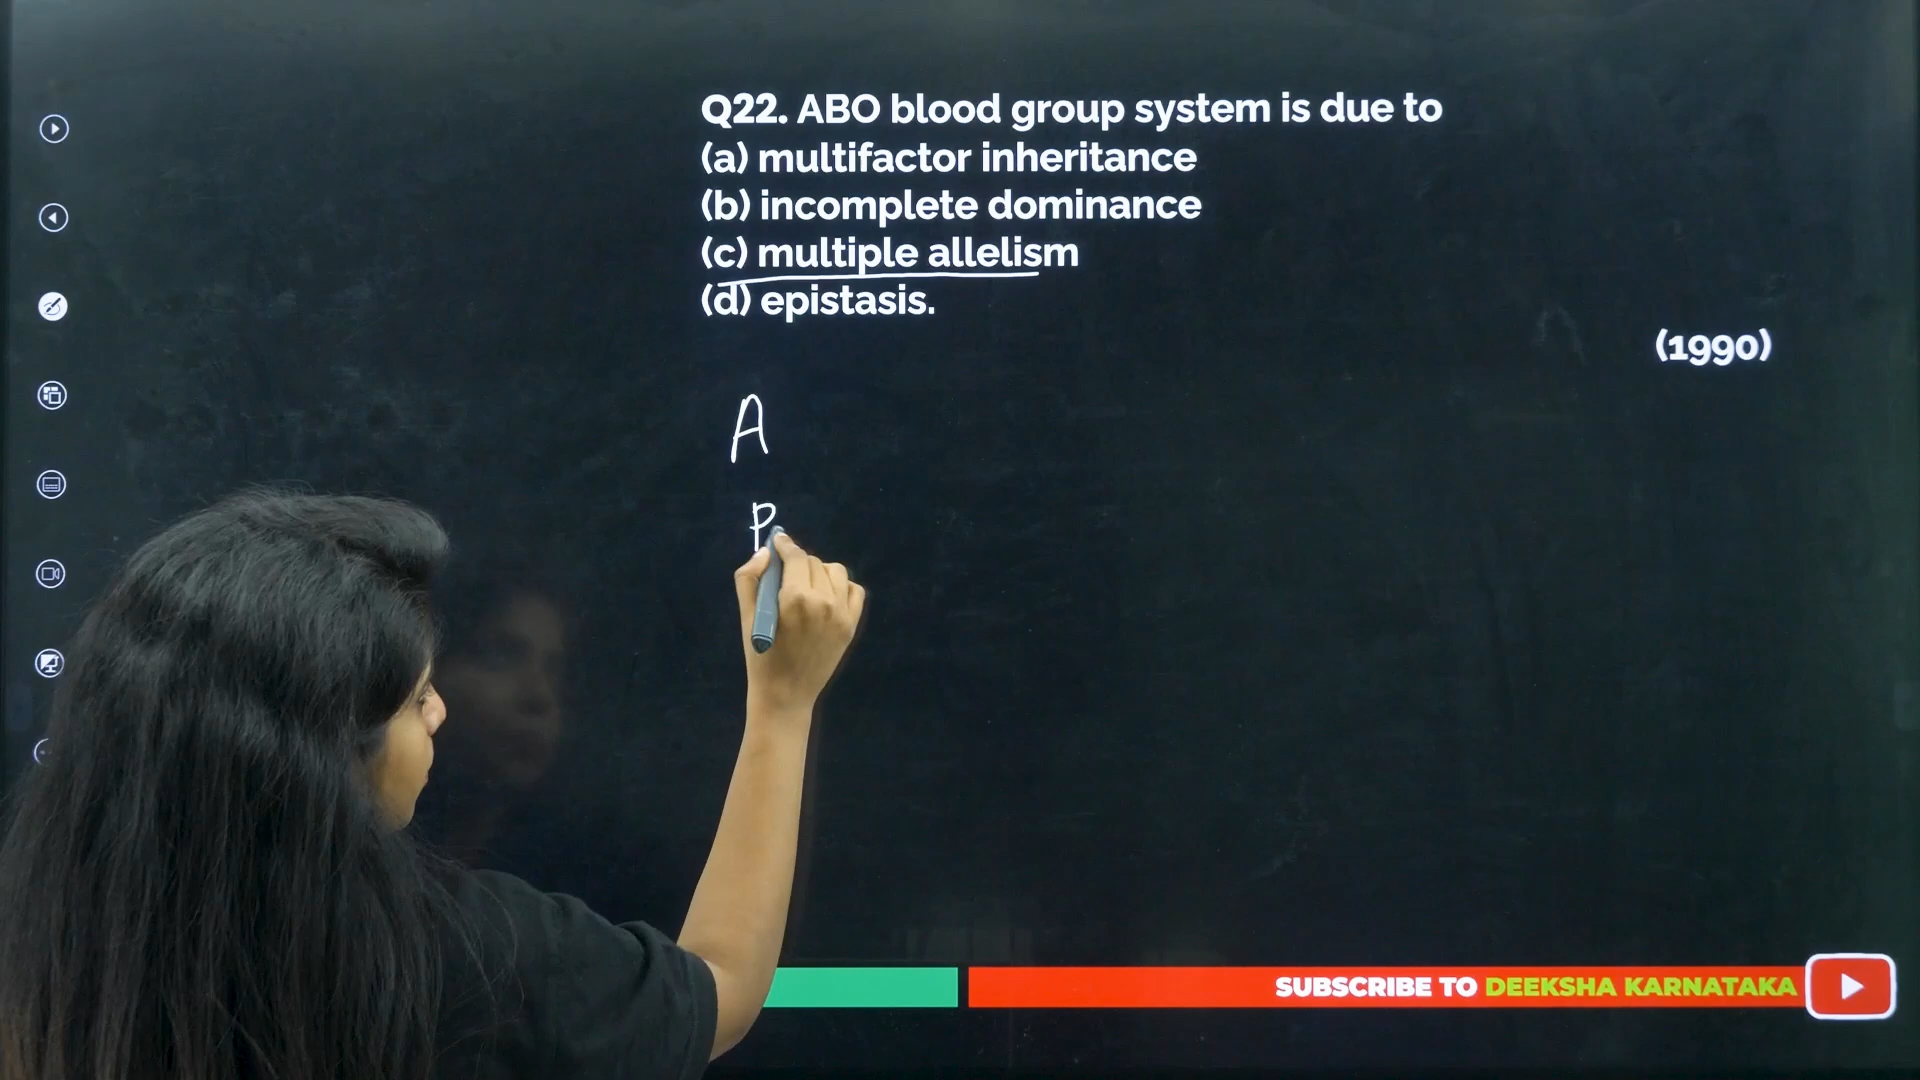 Q22. ABO blood group system is due to
(a) multifactor inheritance
(b) incomplete dominance
(c) multiple allelism
(d) epistasis.
(1990)
A
SUBSCRIBE TO DEEKSHA KARNATAKA